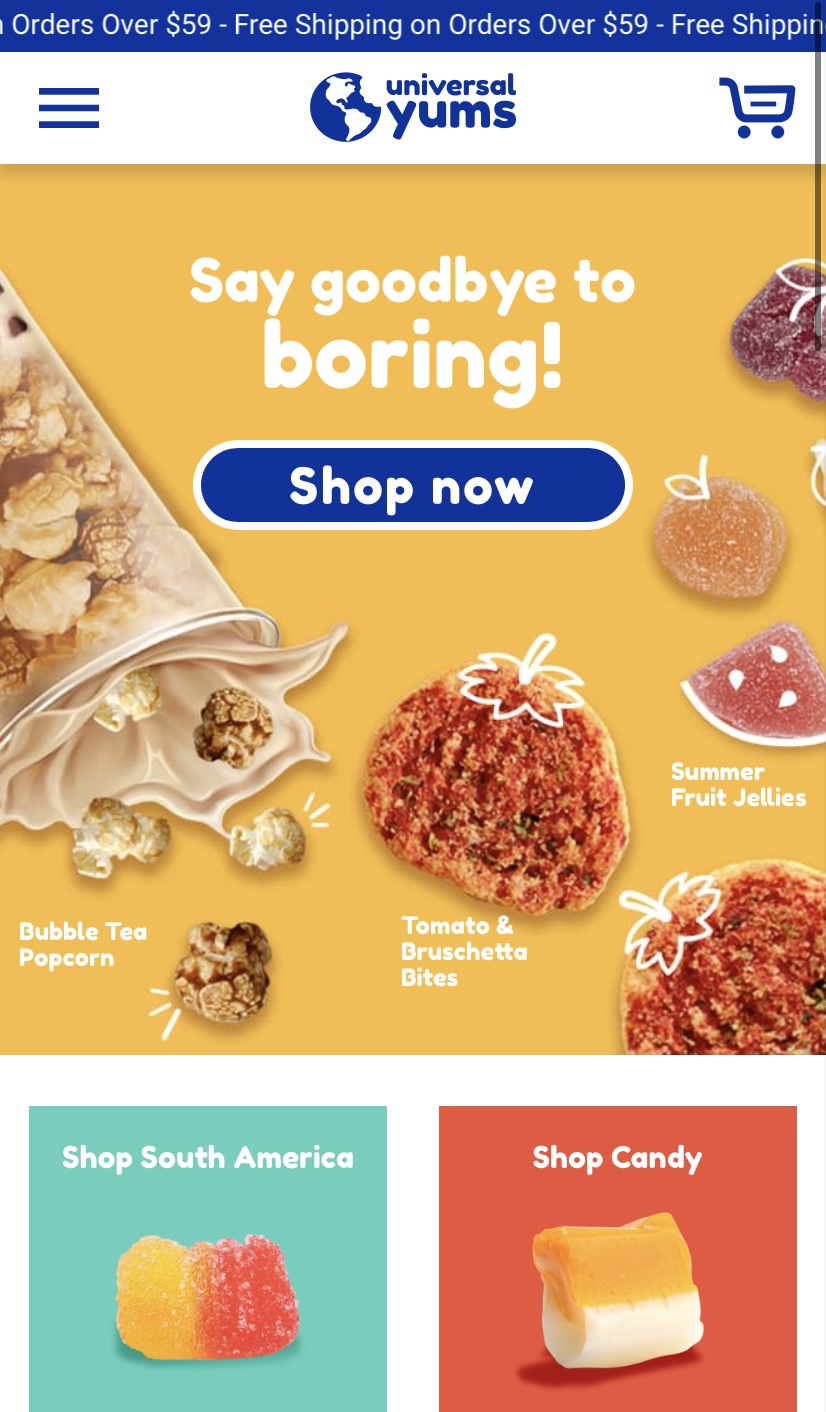 Orders Over $59 - Free Shipping on Orders Over $59 - Free Shippin
universal
yums
Say goodbye to
boring!
Shop now
Summer
Fruit Jellies
Bubble Tea
Popcorn
Tomato &
Bruschetta
Bites
Shop South America
Shop Candy